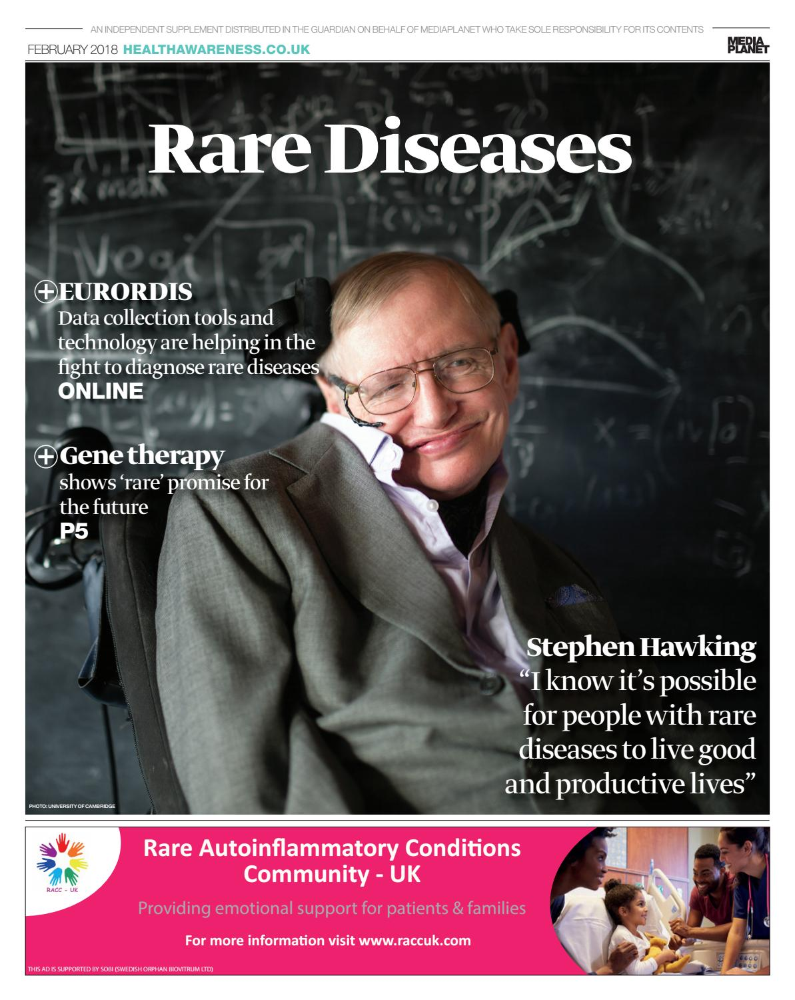 AN INDEPENDENT SUPPLEMENT DISTRIBUTED IN THE GUARDIAN ON BEHALF OF MEDIAPLANET WHO TAKE SOLE RESPONSIBILITY FOR ITS CONTENTS
FEBRUARY 2018 HEALTHAWARENESS.CO.UK
MEDIA
PLANET
Rare Diseases
3 x max
EURORDIS
Data collection tools and
technology are helping in the
fight to diagnose rare diseases
ONLINE
Gene therapy
shows ‘rare’ promise for
the future
P5
Stephen Hawking
“I know it’s possible
for people with rare
diseases to live good
and productive lives”
PHOTO: UNIVERSITY OF CAMBRIDGE
RACC - UK
Rare Autoinflammatory Conditions
Community - UK
Providing emotional support for patients & families
For more information visit www.raccuk.com
THIS AD IS SUPPORTED BY SOBI (SWEDISH ORPHAN BIOVITRUM LTD)